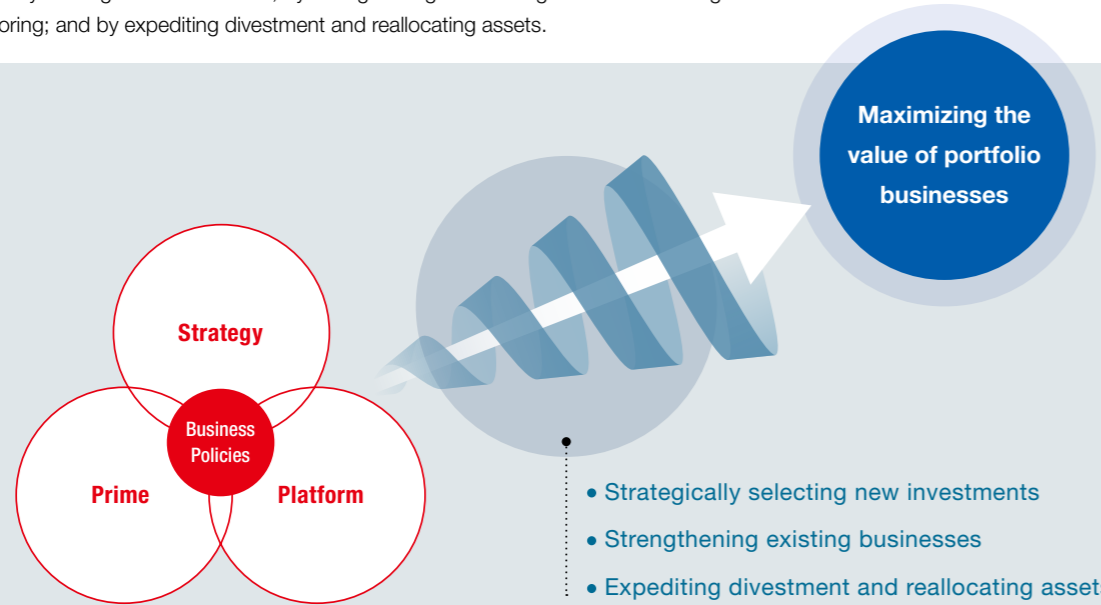 oring; and by expediting divestment and reallocating assets.
Maximizing the
value of portfolio
businesses
Strategy
Business
Policies
Prime
Platform
• Strategically selecting new investments
• Strengthening existing businesses
• Expediting divestment and reallocating assets